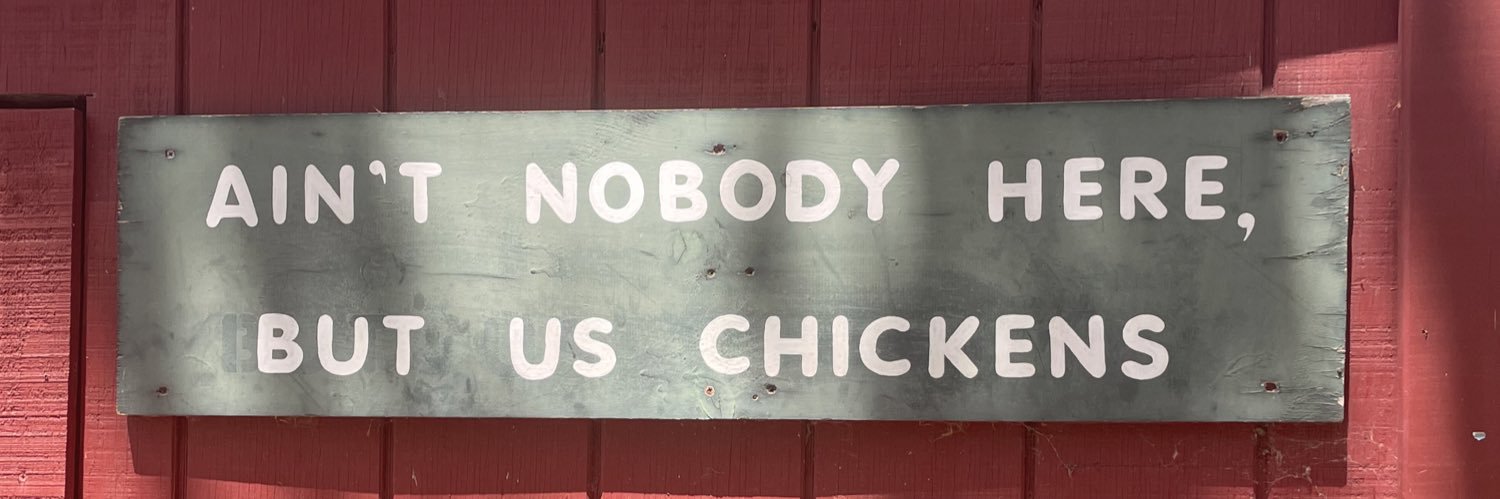 AIN'T NOBODY HERE,
BUT US CHICKENS